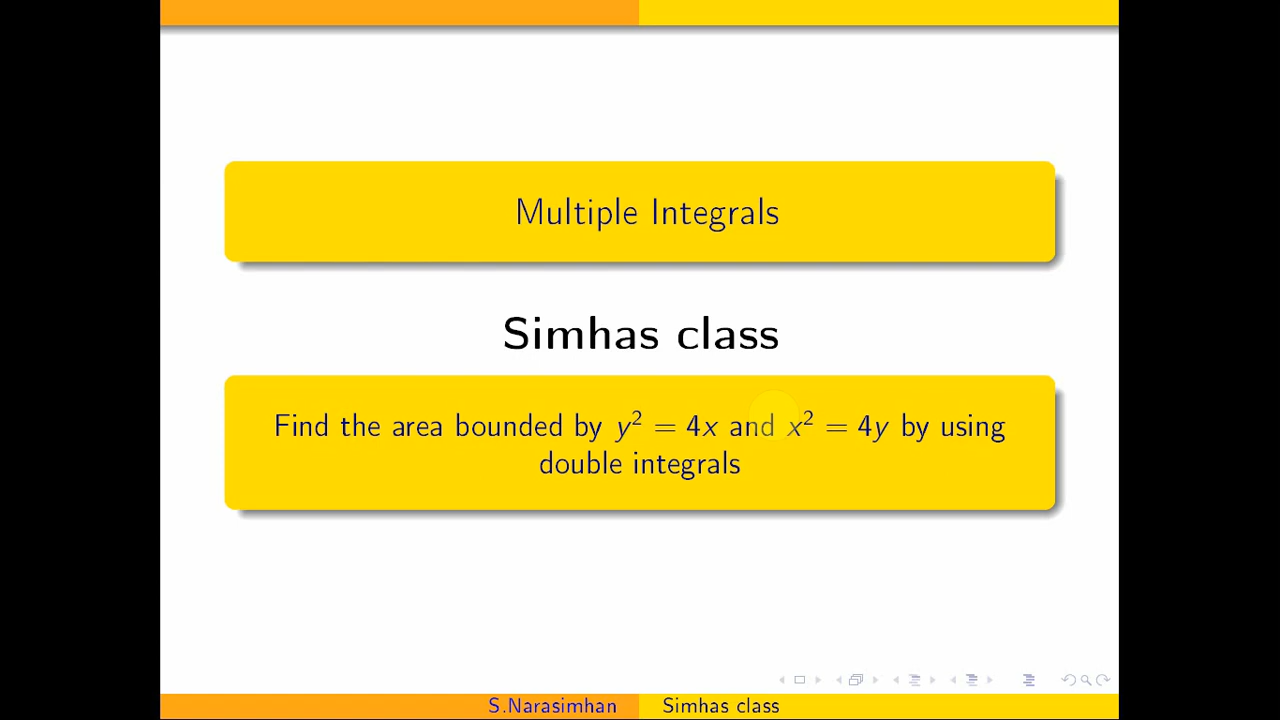 Multiple Integrals
Simhas class
Find the area bounded by y² = 4x and x² = 4y by using
double integrals
S.Narasimhan
Simhas class